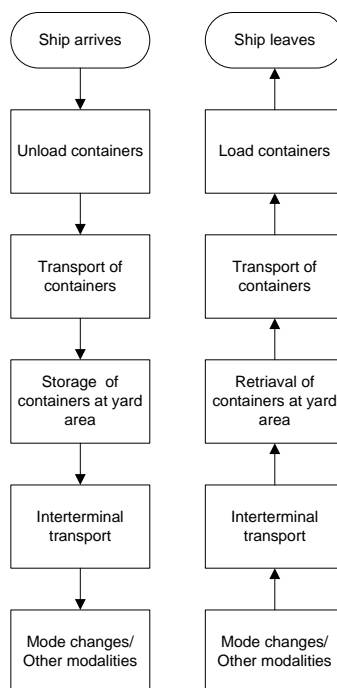 Ship arrives
Unload containers
Transport of
containers
Storage of
containers at yard
area
Interterminal
transport
Mode changes/
Other modalities
Ship leaves
Load containers
Transport of
containers
Retriaval of
containers at yard
area
Interterminal
transport
Mode changes/
Other modalities